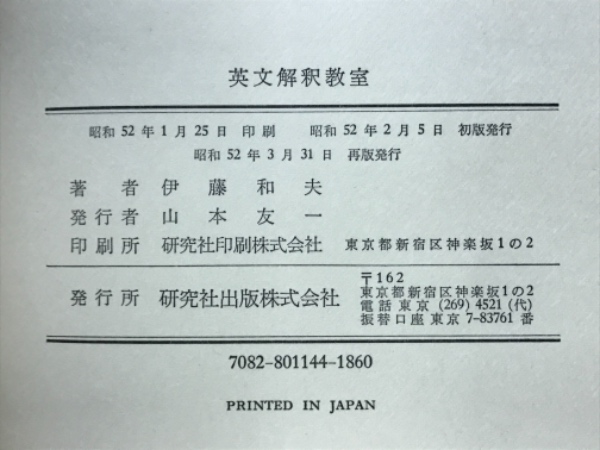 英文解釈教室
昭和 52 年 1 月 25 日 印刷 昭和 52 年 2 月 5 日 初版発行
昭和 52 年 3 月 31 日 再版発行
著者 伊藤和夫
発行者 山本友一
印刷所 研究社印刷株式会社 東京都新宿区神楽坂1の2
発行所 研究社出版株式会社
〒162
東京都新宿区神楽坂1の2
電話 東京 (269) 4521 (代)
振替口座 東京 7-83761 番
7082-801144-1860
PRINTED IN JAPAN